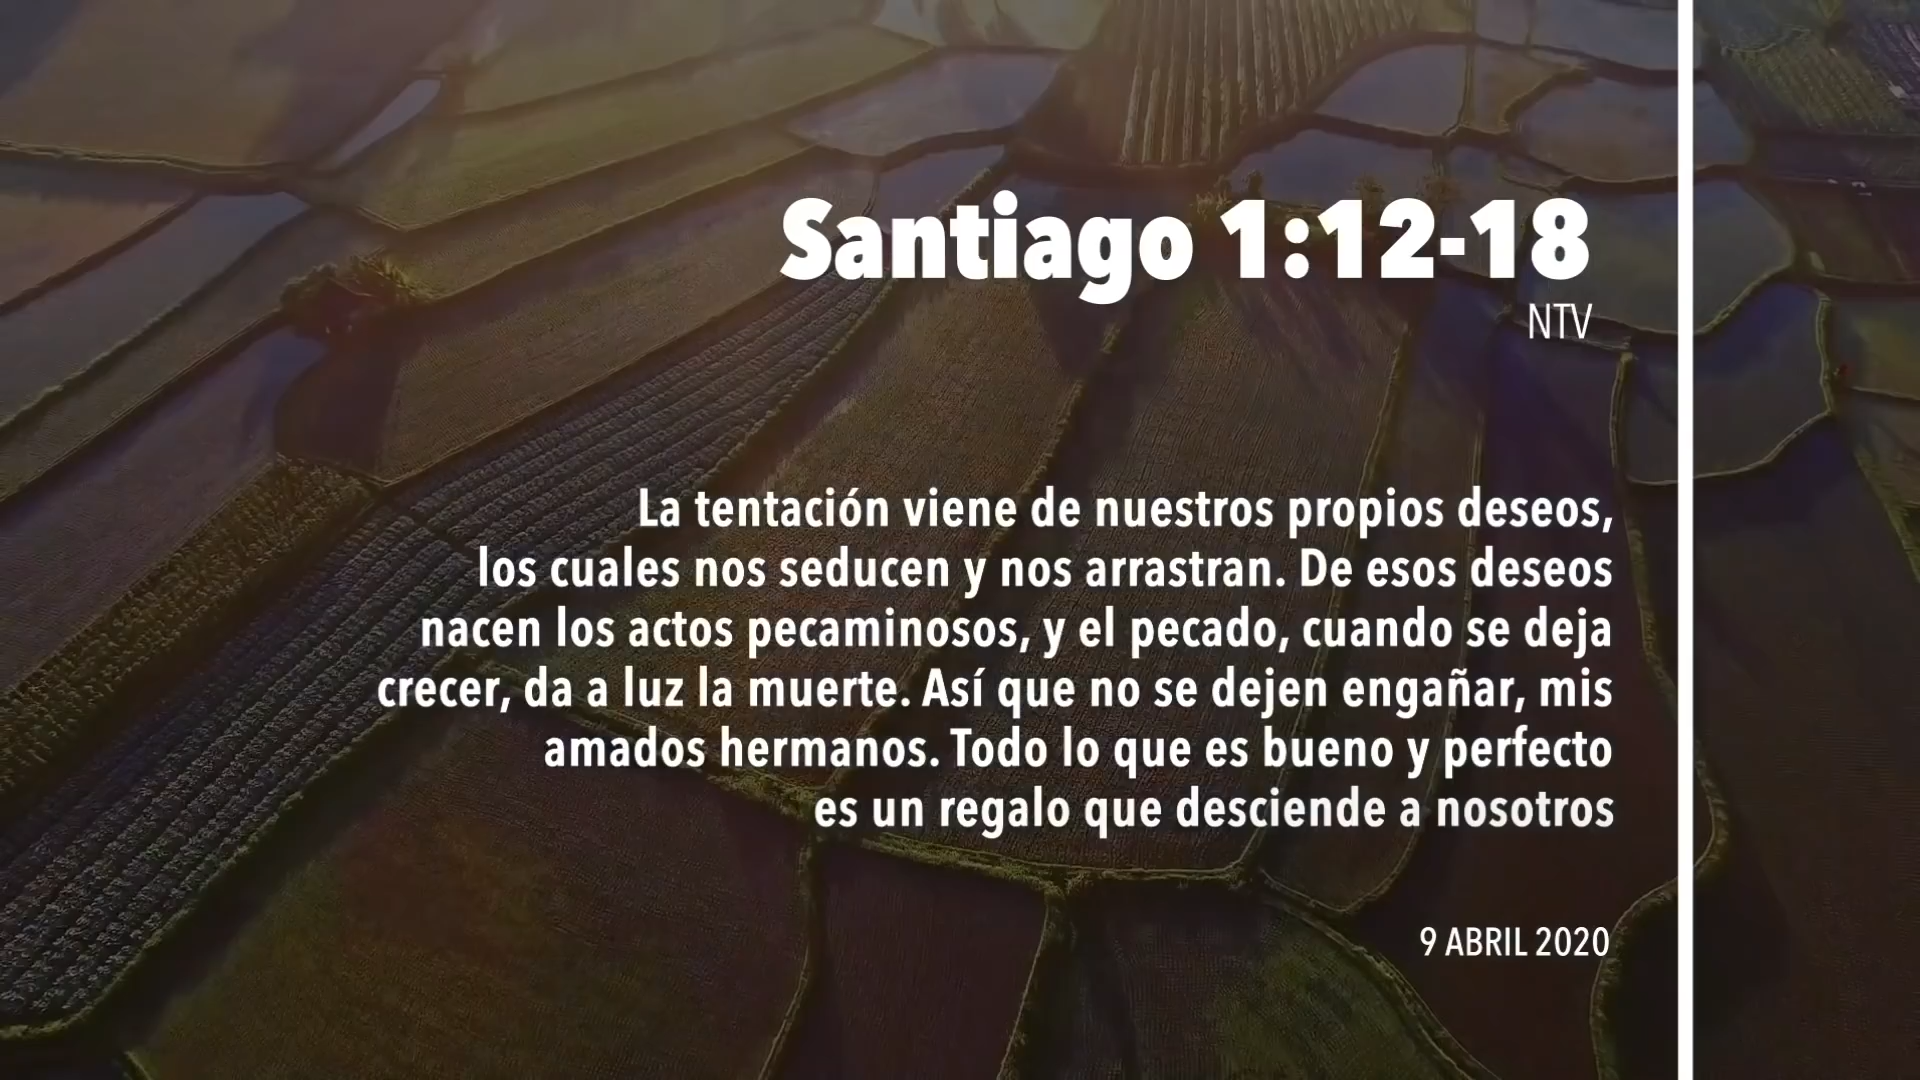 Santiago 1:12-18
NTV
La tentación viene de nuestros propios deseos,
los cuales nos seducen y nos arrastran. De esos deseos
nacen los actos pecaminosos, y el pecado, cuando se deja
crecer, da a luz la muerte. Así que no se dejen engañar, mis
amados hermanos. Todo lo que es bueno y perfecto
es un regalo que desciende a nosotros
9 ABRIL 2020